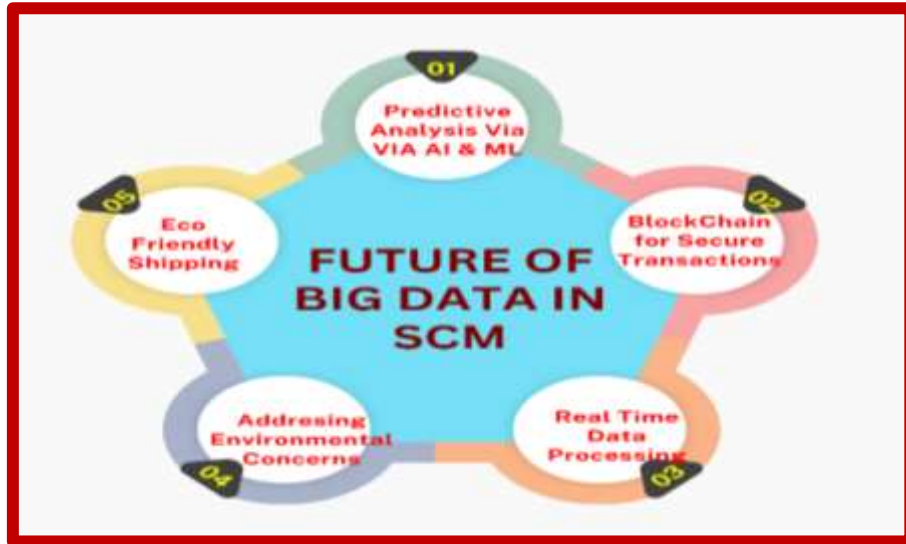 01
Predictive
Analysis Via
VIA AI & ML
02
BlockChain
for Secure
Transactions
05
Eco
Friendly
Shipping
FUTURE OF
BIG DATA IN
SCM
04
Addresing
Environmental
Concerns
03
Real Time
Data
Processing